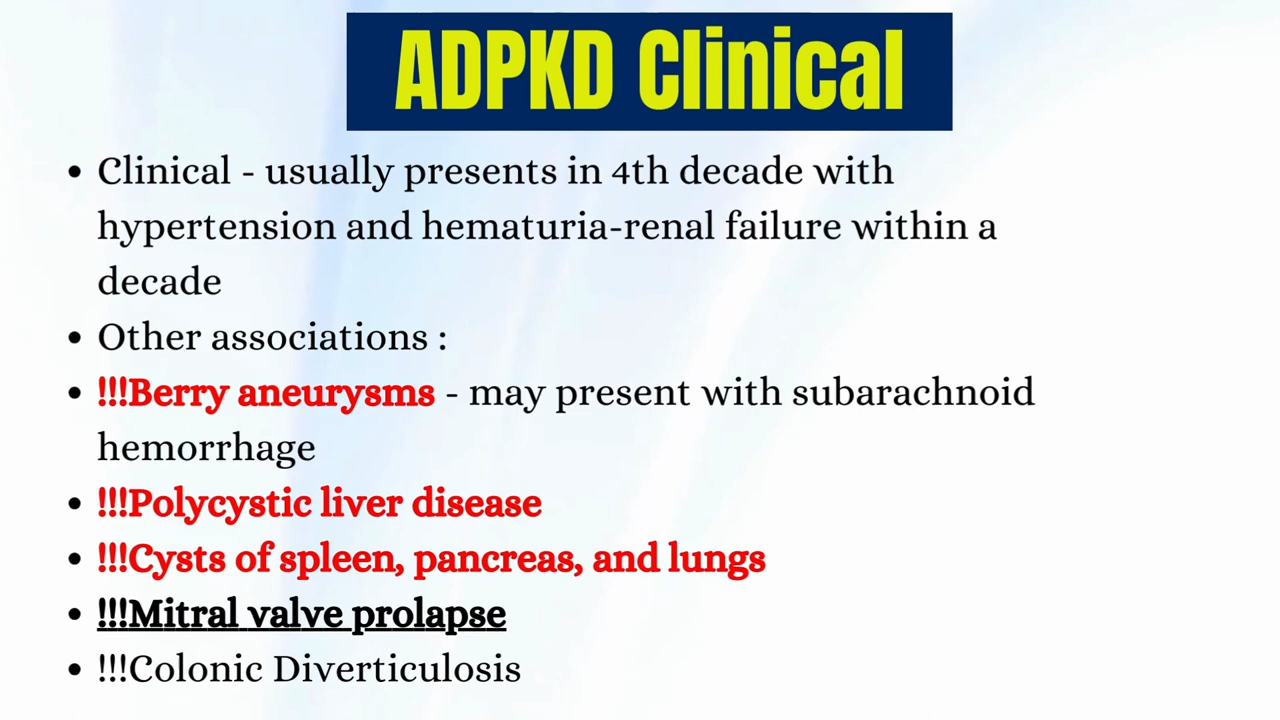 ADPKD Clinical
• Clinical - usually presents in 4th decade with
hypertension and hematuria-renal failure within a
decade
• Other associations :
• !!!Berry aneurysms - may present with subarachnoid
hemorrhage
• !!!Polycystic liver disease
• !!!Cysts of spleen, pancreas, and lungs
• !!!Mitral valve prolapse
• !!!Colonic Diverticulosis